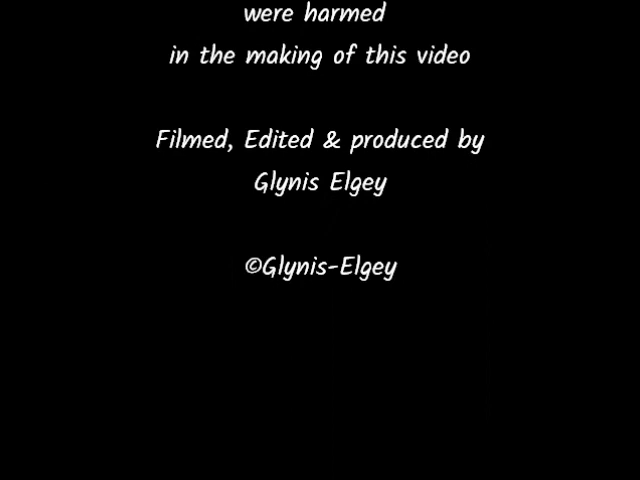 were harmed
in the making of this video
Filmed, Edited & produced by
Glynis Elgey
©Glynis-Elgey